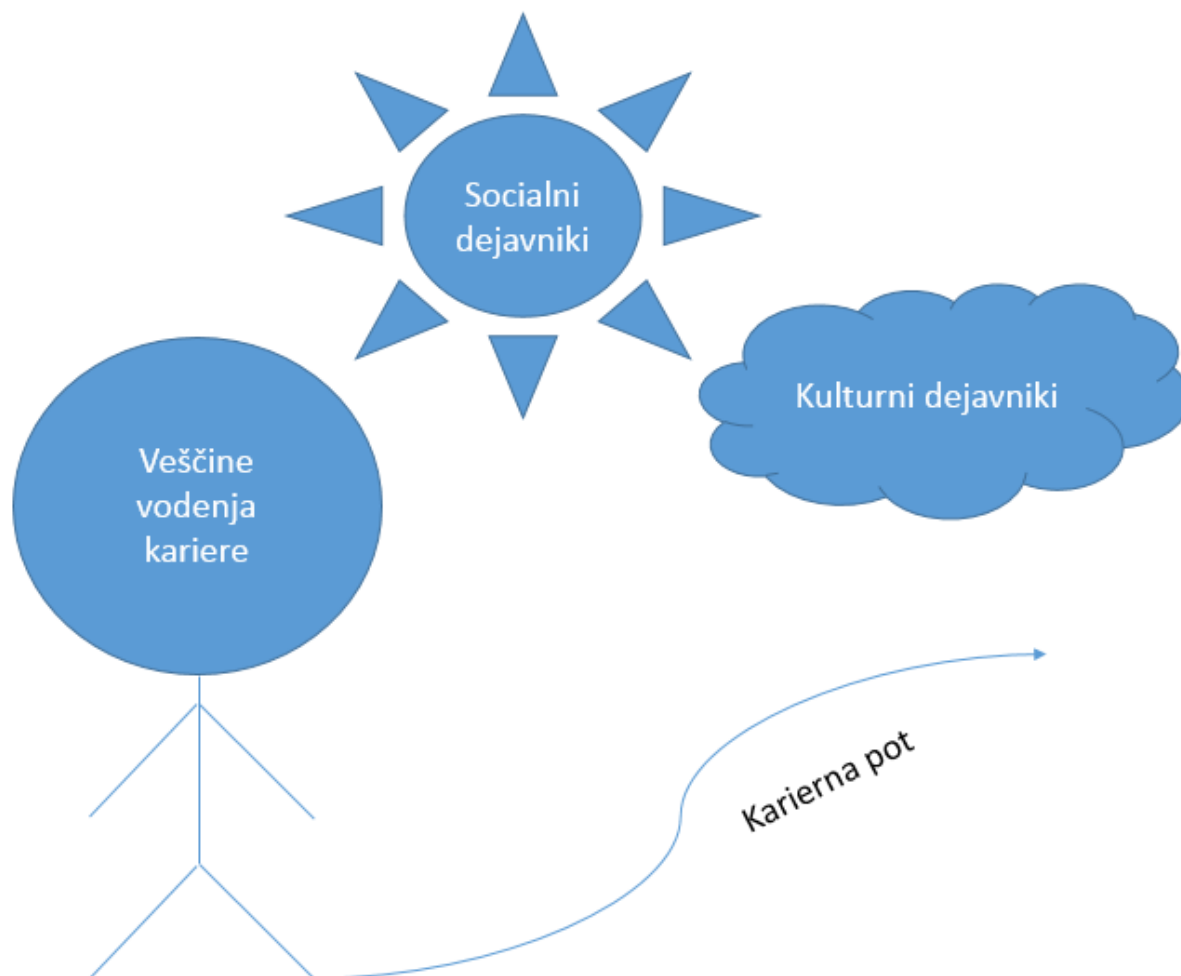 Socialni
dejavniki
Kulturni dejavniki
Veščine
vodenja
kariere
Karierna pot